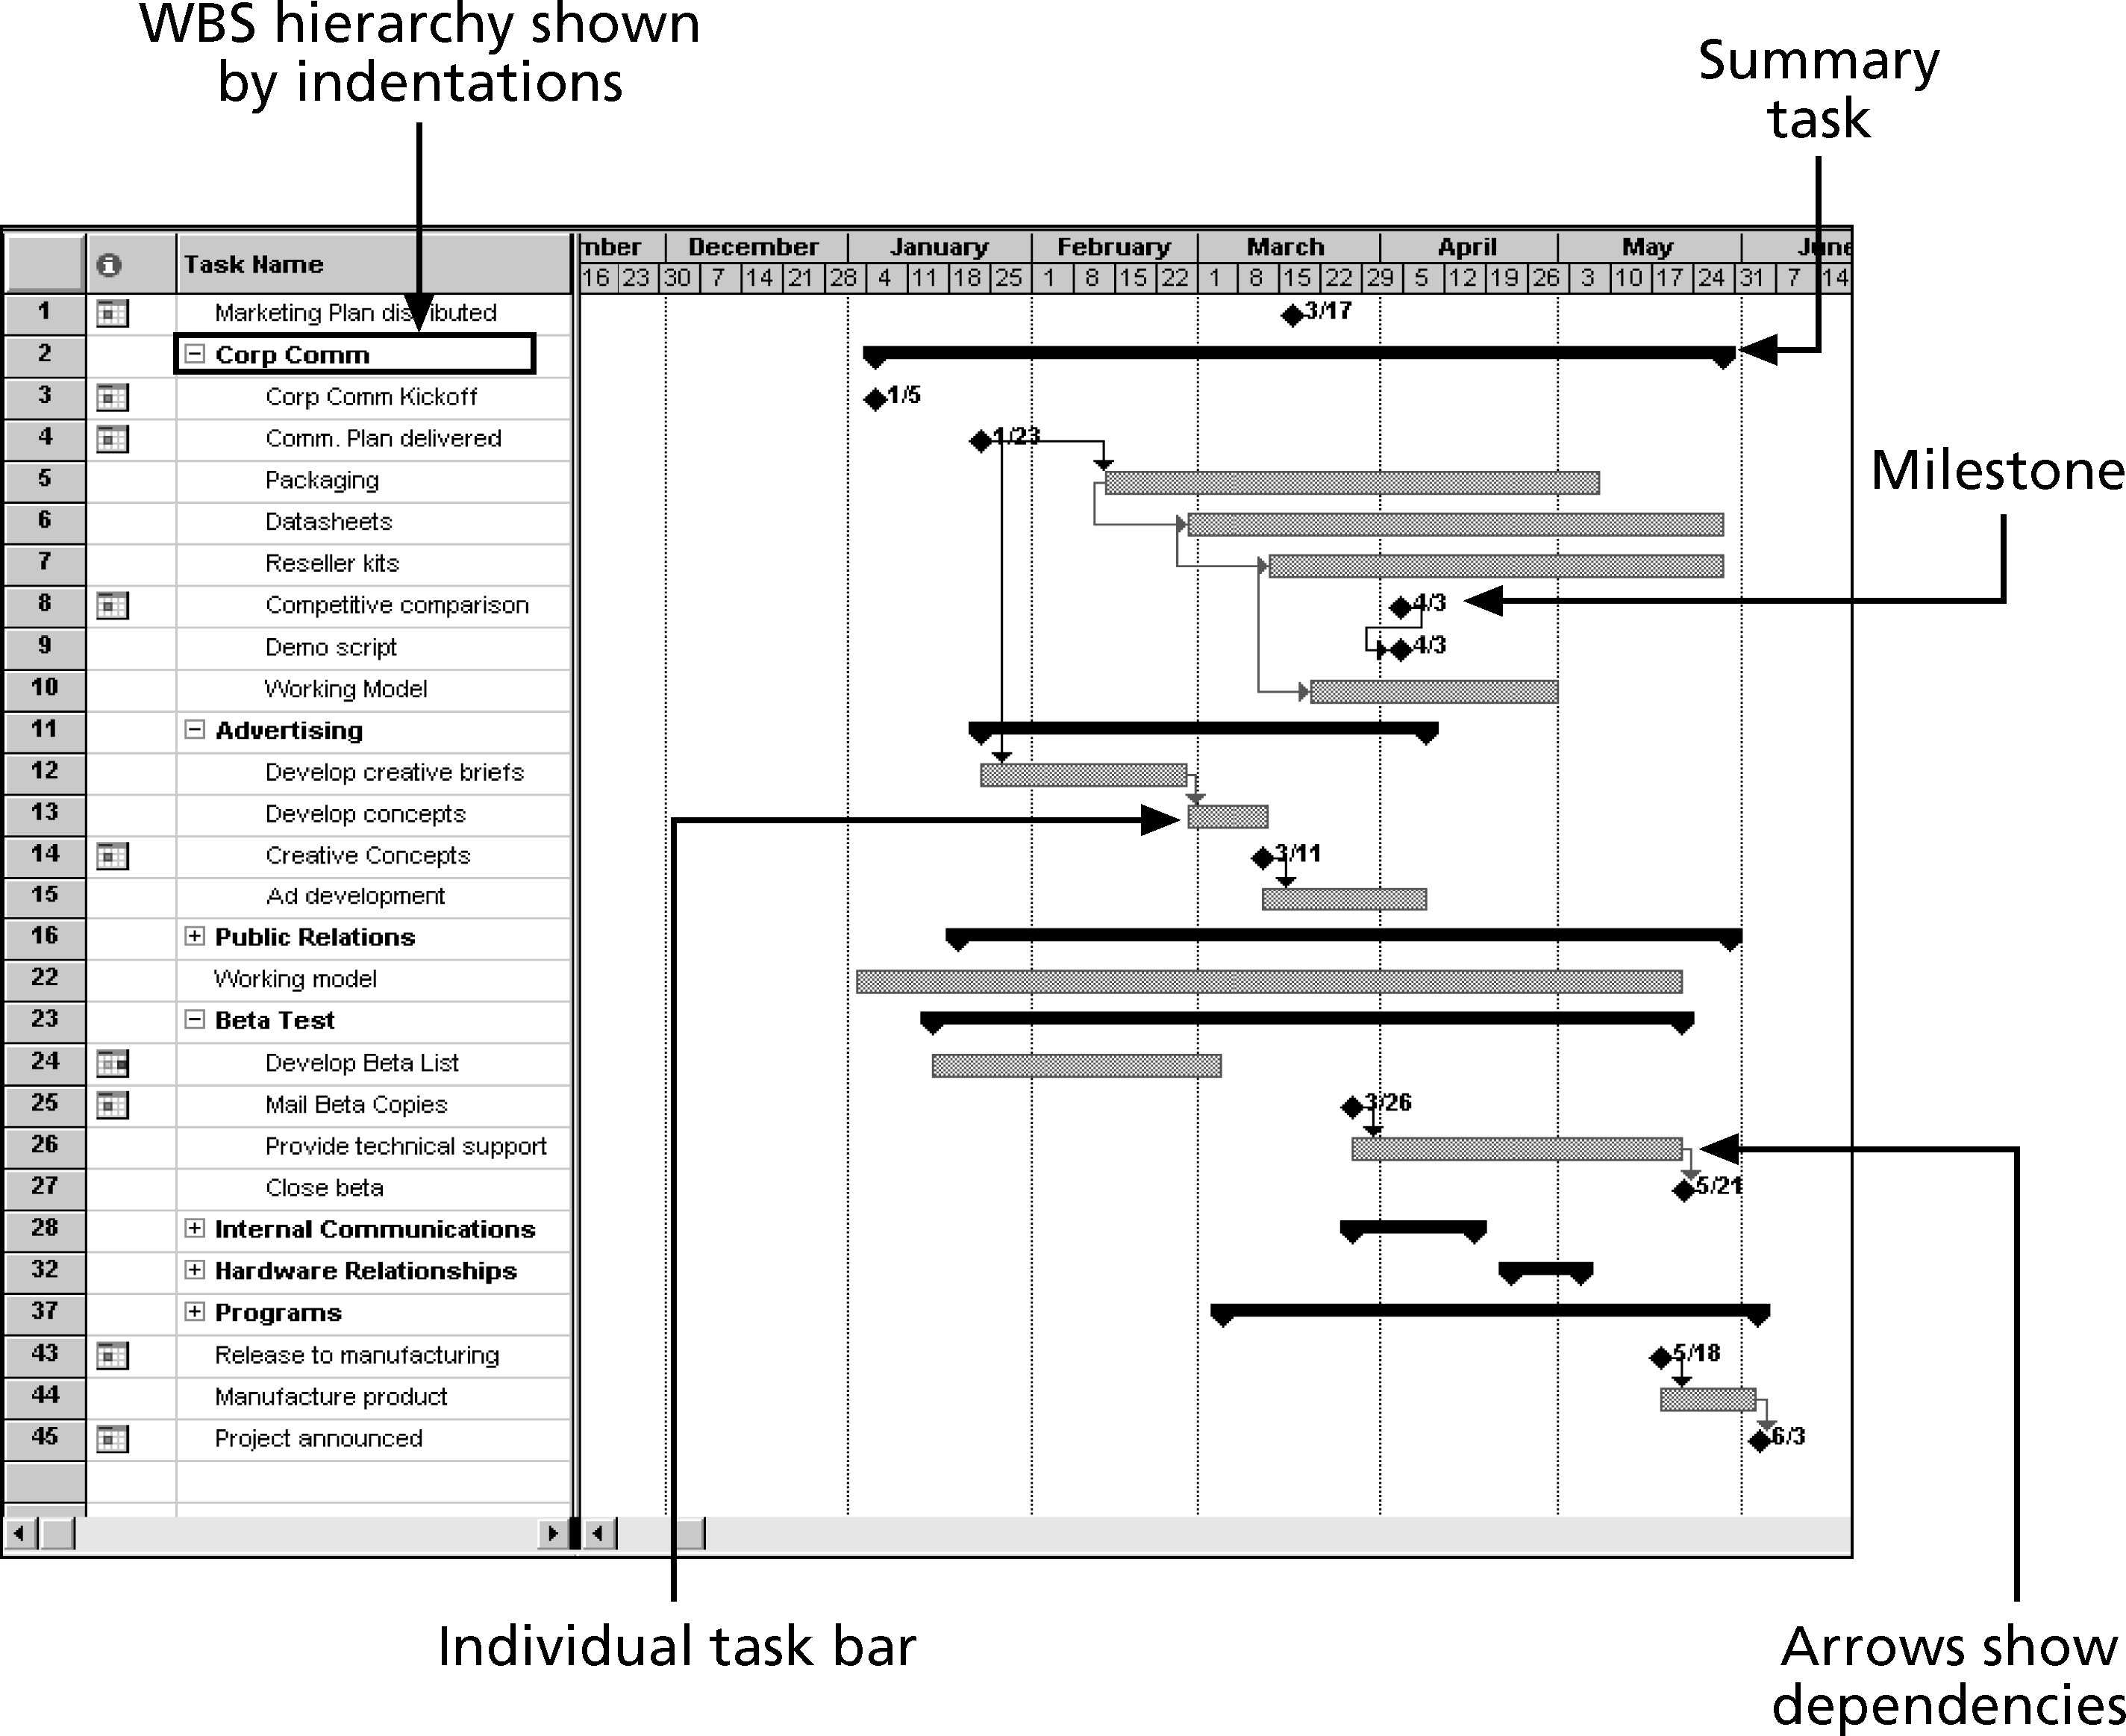 WBS hierarchy shown
by indentations
Summary
task
Task Name
mber December January February March April May June
16 23 30 7 14 21 28 4 11 18 25 1 8 15 22 1 8 15 22 29 5 12 19 26 3 10 17 24 31 7 14
1 Marketing Plan distributed 3/17
2 Corp Comm
3 Corp Comm Kickoff 1/5
4 Comm. Plan delivered 1/23
Milestone
5 Packaging
6 Datasheets
7 Reseller kits
8 Competitive comparison 4/3
9 Demo script 4/3
10 Working Model
11 Advertising
12 Develop creative briefs
13 Develop concepts
14 Creative Concepts 3/11
15 Ad development
16 Public Relations
22 Working model
23 Beta Test
24 Develop Beta List
25 Mail Beta Copies 3/26
26 Provide technical support
27 Close beta 5/21
28 Internal Communications
32 Hardware Relationships
37 Programs
43 Release to manufacturing 5/18
44 Manufacture product
45 Project announced 6/3
Individual task bar
Arrows show
dependencies